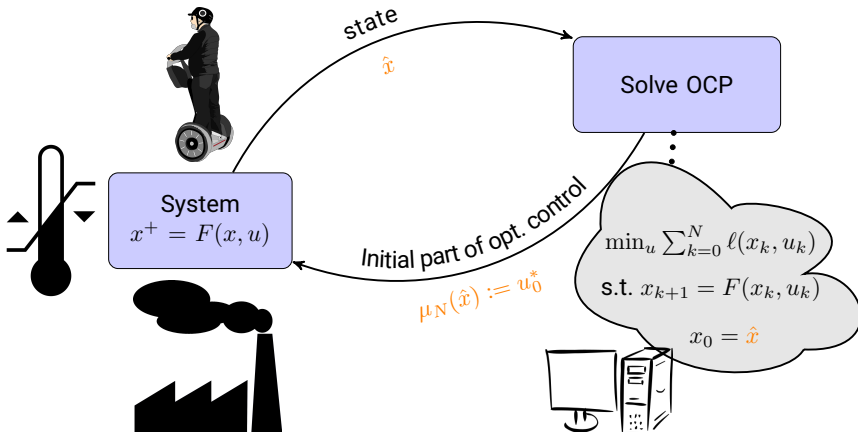 state
x̂
Solve OCP
System
x⁺ = F(x, u)
Initial part of opt. control
μ_N(x̂) := u₀*
min_u ∑_{k=0}^{N} ℓ(x_k, u_k)
s.t. x_{k+1} = F(x_k, u_k)
x₀ = x̂